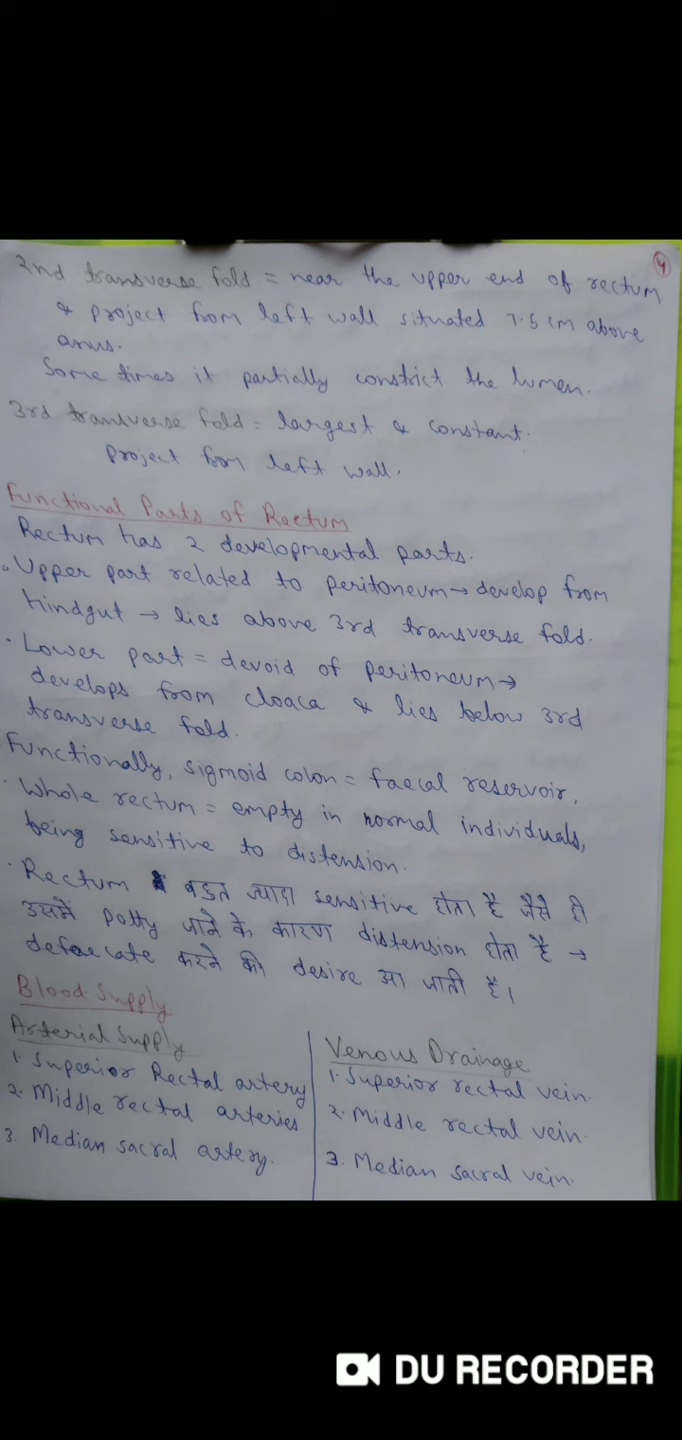 4
2nd transverse fold = near the upper end of rectum
& project from left wall situated 7.5 cm above
anus.
Some times it partially constrict the lumen.
3rd transverse fold = largest & constant.
Project from left wall.
Functional Parts of Rectum
Rectum has 2 developmental parts.
• Upper part related to peritoneum → develop from
hindgut → lies above 3rd transverse fold.
• Lower part = devoid of peritoneum →
develops from cloaca & lies below 3rd
transverse fold.
Functionally, sigmoid colon = faecal reservoir,
• Whole rectum = empty in normal individuals,
being sensitive to distension.
• Rectum बहुत ज्यादा sensitive होता है जैसे ही
उसमें potty जाने के कारण distension होता है →
defaecate करने की desire आ जाती है।
Blood Supply
Arterial Supply
1. Superior Rectal artery
2. Middle rectal arteries
3. Median sacral artery.
Venous Drainage
1. Superior rectal vein.
2. Middle rectal vein.
3. Median sacral vein.
DU RECORDER